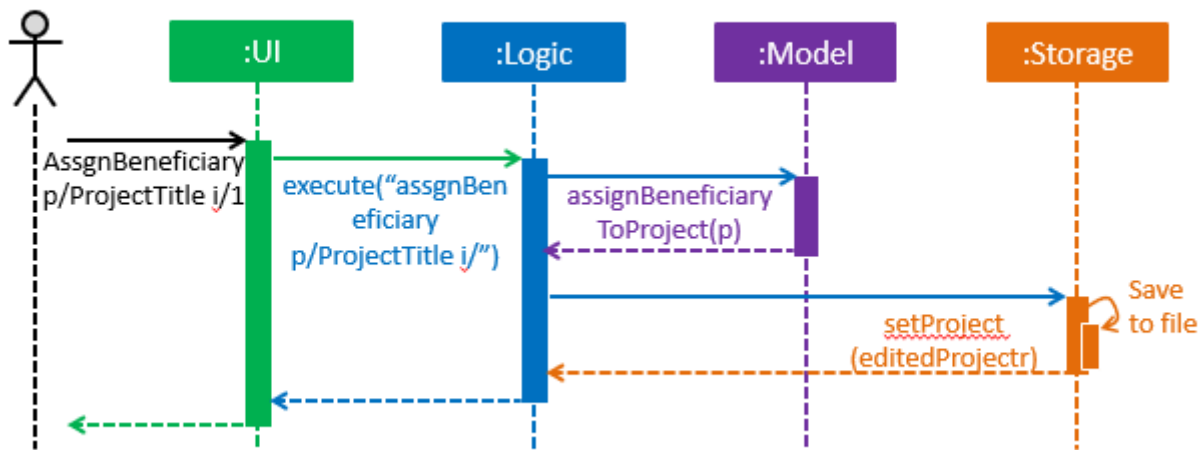 :UI
:Logic
:Model
:Storage
AssgnBeneficiary
p/ProjectTitle i/1
execute(“assgnBen
eficiary
p/ProjectTitle i/”)
assignBeneficiary
ToProject(p)
setProject
(editedProjectr)
Save
to file